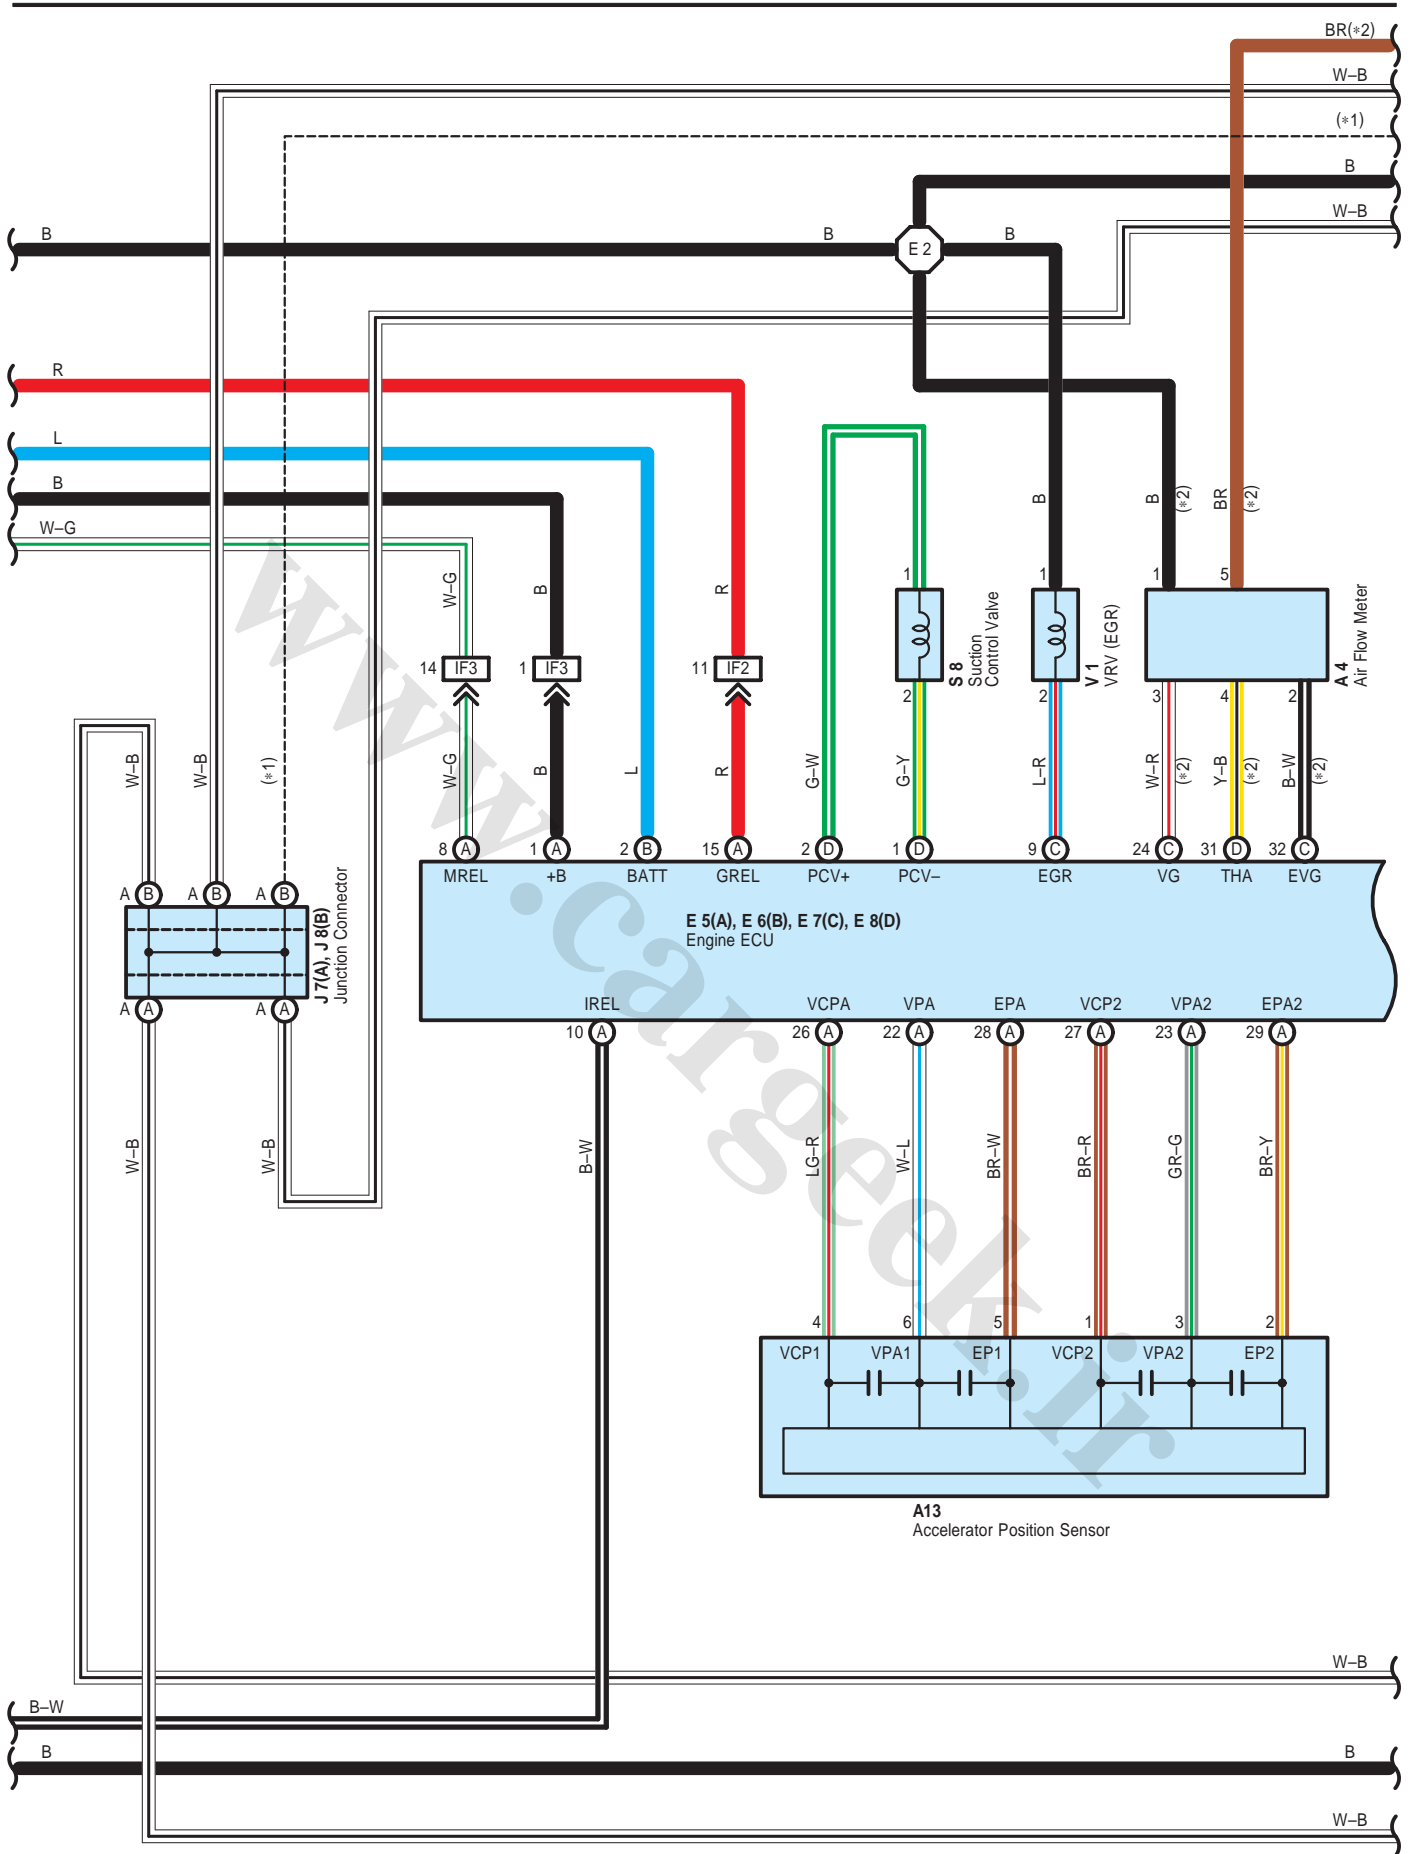 BR(*2)
W–B
(*1)
B
W–B
B
B
E 2
B
R
L
B
W–G
B
B
(*2)
BR
(*2)
W–G
B
R
1
1
1
5
S 8
Suction
Control Valve
V 1
VRV (EGR)
A 4
Air Flow Meter
14 IF3
1 IF3
11 IF2
2
2
3
4
2
W–B
W–B
(*1)
W–G
B
L
R
G–W
G–Y
L–R
W–R
(*2)
Y–B
(*2)
B–W
(*2)
8 A
1 A
2 B
15 A
2 D
1 D
9 C
24 C
31 D
32 C
MREL
+B
BATT
GREL
PCV+
PCV–
EGR
VG
THA
EVG
A B
A B
A B
J 7(A), J 8(B)
Junction Connector
E 5(A), E 6(B), E 7(C), E 8(D)
Engine ECU
A A
A A
IREL
VCPA
VPA
EPA
VCP2
VPA2
EPA2
10 A
26 A
22 A
28 A
27 A
23 A
29 A
W–B
W–B
B–W
LG–R
W–L
BR–W
BR–R
GR–G
BR–Y
4
6
5
1
3
2
VCP1
VPA1
EP1
VCP2
VPA2
EP2
A13
Accelerator Position Sensor
W–B
B–W
B
B
W–B
www.cargeek.ir